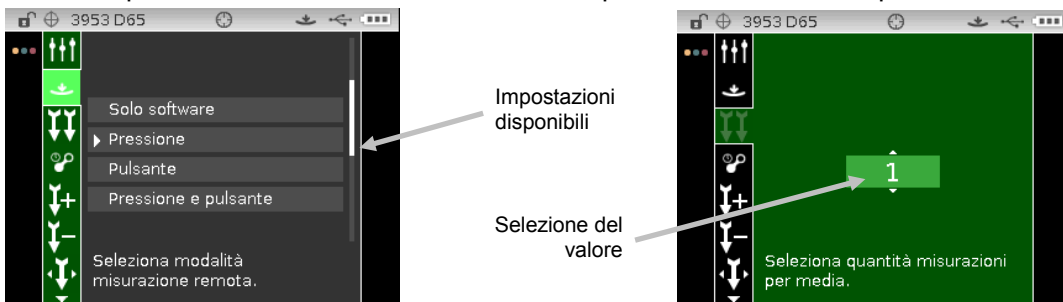 3953 D65
Solo software
Pressione
Pulsante
Pressione e pulsante
Seleziona modalità
misurazione remota.
Impostazioni
disponibili
Selezione del
valore
3953 D65
1
Seleziona quantità misurazioni
per media.